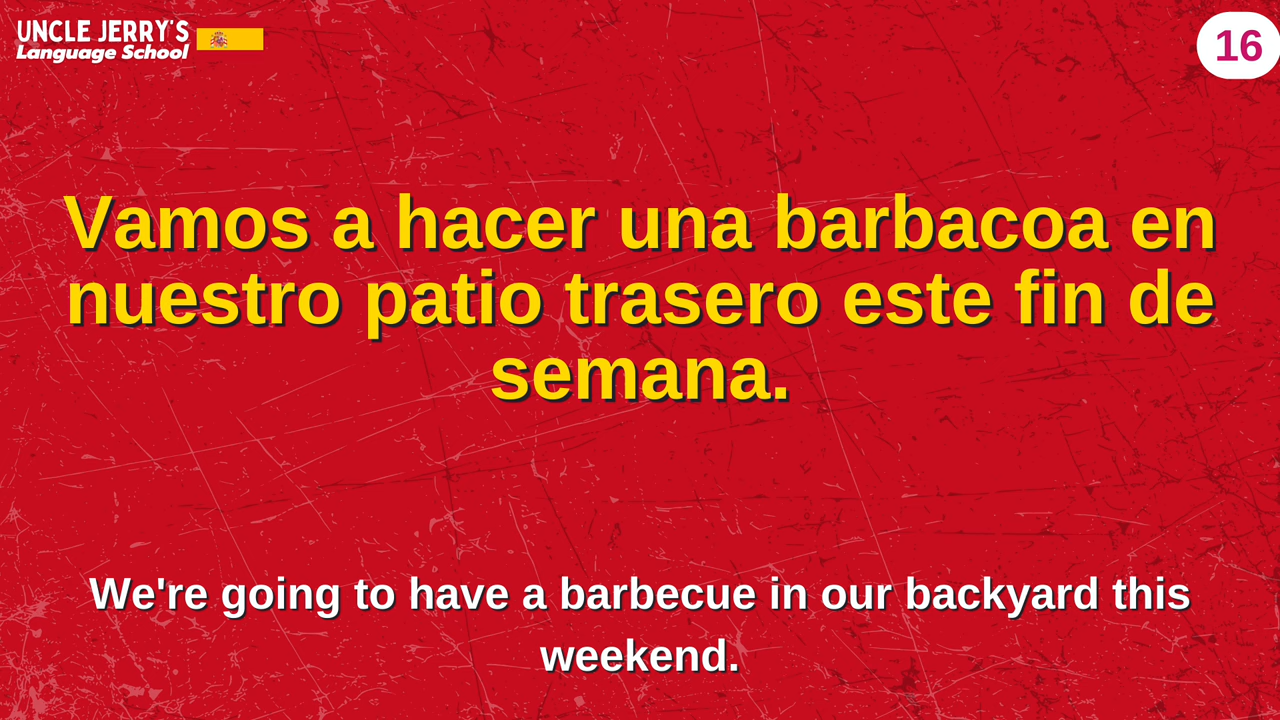 UNCLE JERRY'S
Language School
16
Vamos a hacer una barbacoa en
nuestro patio trasero este fin de
semana.
We're going to have a barbecue in our backyard this
weekend.